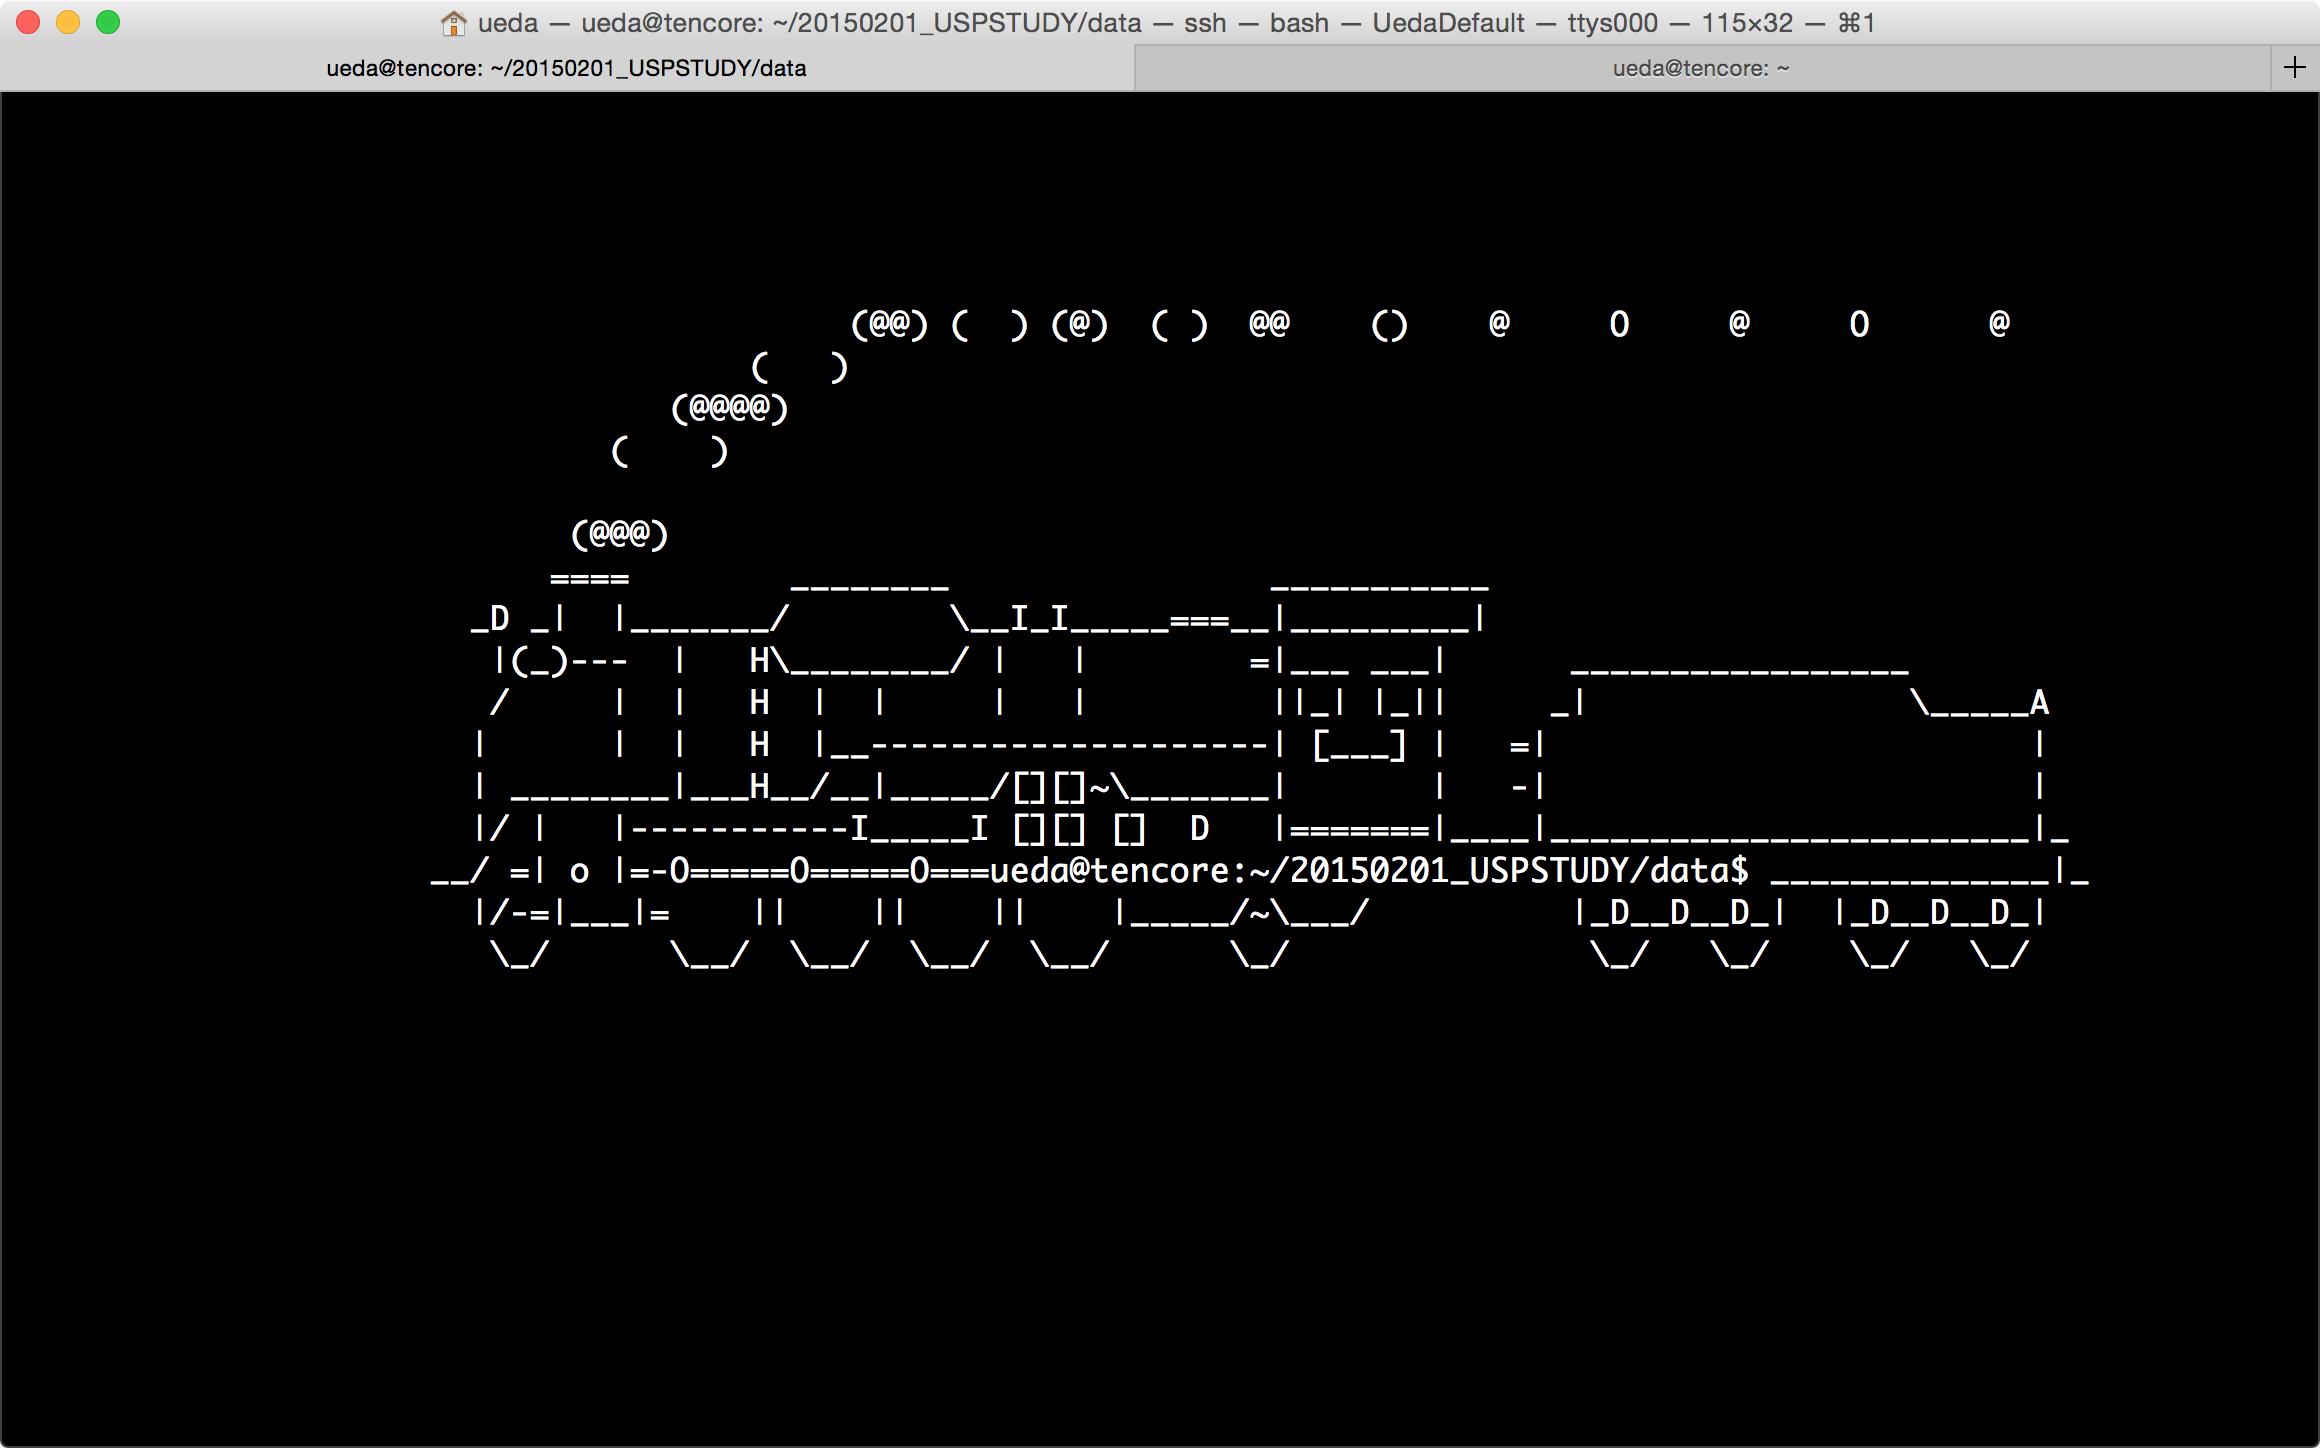 ueda — ueda@tencore: ~/20150201_USPSTUDY/data — ssh — bash — UedaDefault — ttys000 — 115×32 — ⌘1
ueda@tencore: ~/20150201_USPSTUDY/data
ueda@tencore: ~
+
                                          (@@) (  ) (@)  ( )  @@    ()    @     O     @     O      @
                                     (   )
                                 (@@@@)
                              (    )

                            (@@@)
                           ====        ________                ___________
                       _D _|  |_______/        \__I_I_____===__|_________|
                        |(_)---  |   H\________/ |   |        =|___ ___|      _________________
                        /     |  |   H  |  |     |   |         ||_| |_||     _|                \_____A
                       |      |  |   H  |__--------------------| [___] |   =|                        |
                       | ________|___H__/__|_____/[][]~\_______|       |   -|                        |
                       |/ |   |-----------I_____I [][] []  D   |=======|____|________________________|_
                     __/ =| o |=-O=====O=====O===ueda@tencore:~/20150201_USPSTUDY/data$ ______________|_
                       |/-=|___|=    ||    ||    ||    |_____/~\___/          |_D__D__D_|  |_D__D__D_|
                        \_/      \__/  \__/  \__/  \__/      \_/               \_/   \_/    \_/   \_/